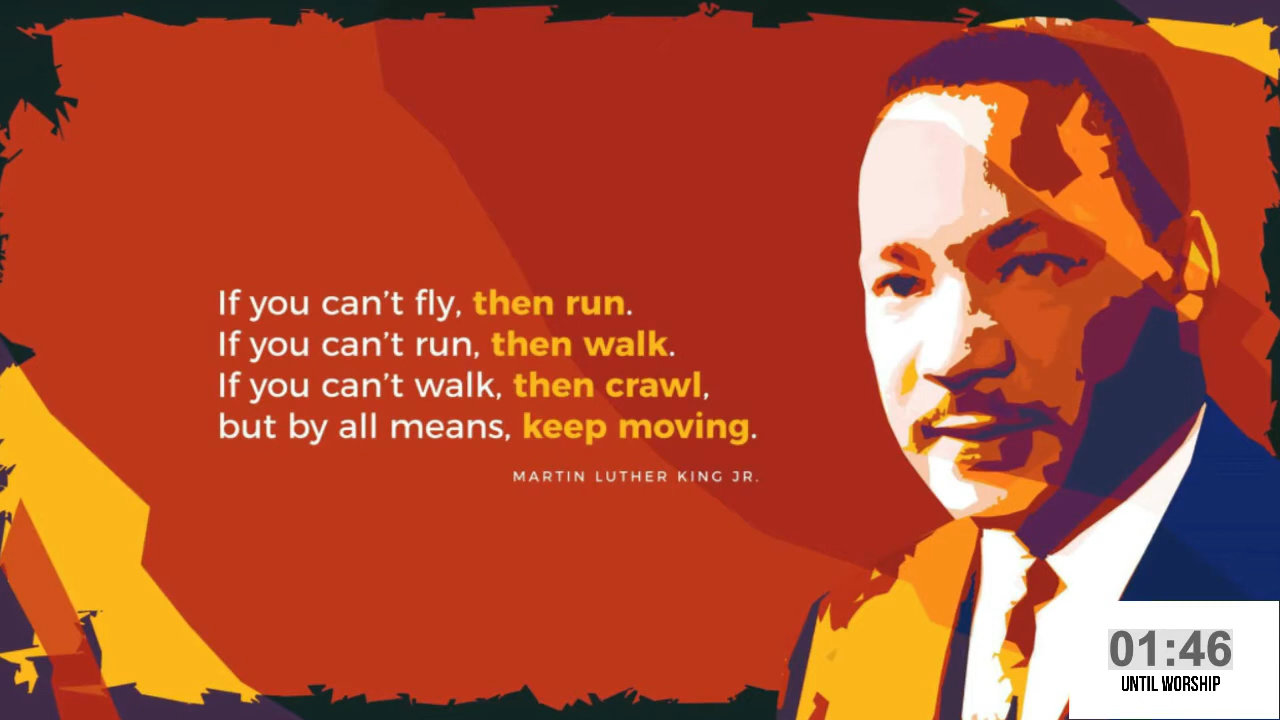 If you can’t fly, then run.
If you can’t run, then walk.
If you can’t walk, then crawl,
but by all means, keep moving.
MARTIN LUTHER KING JR.
01:46
UNTIL WORSHIP